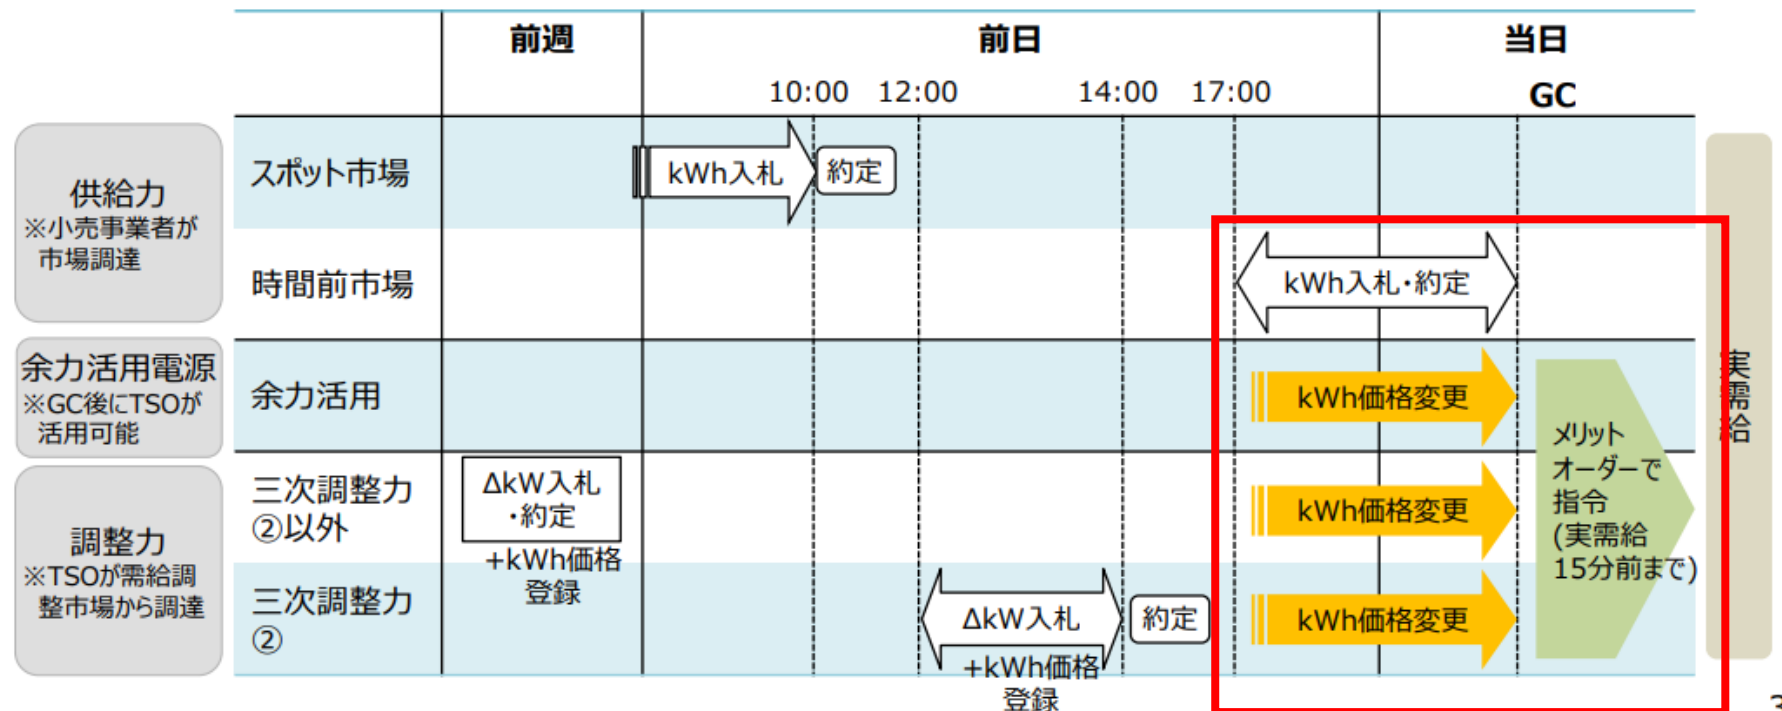 前週
前日
当日
10:00
12:00
14:00
17:00
GC
供給力
※小売事業者が
市場調達
スポット市場
kWh入札
約定
時間前市場
kWh入札・約定
余力活用電源
※GC後にTSOが
活用可能
余力活用
kWh価格変更
調整力
※TSOが需給調
整市場から調達
三次調整力
②以外
ΔkW入札
・約定
+kWh価格
登録
kWh価格変更
三次調整力
②
ΔkW入札
+kWh価格
登録
約定
kWh価格変更
メリット
オーダーで
指令
(実需給
15分前まで)
実需給